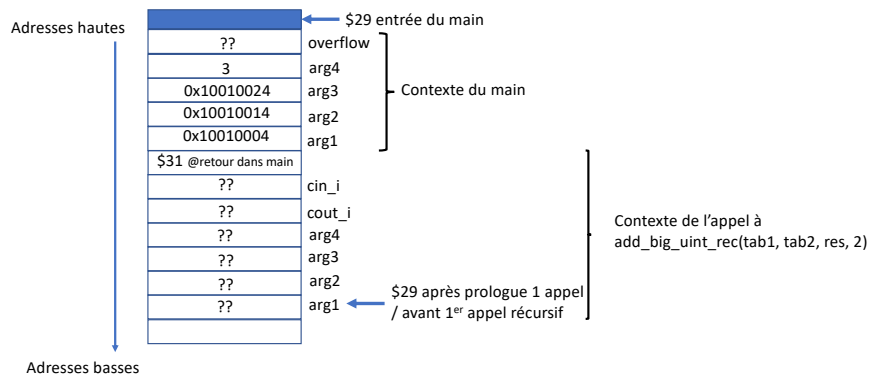 $29 entrée du main
Adresses hautes
?? overflow
3 arg4
0x10010024 arg3
Contexte du main
0x10010014 arg2
0x10010004 arg1
$31 @retour dans main
?? cin_i
?? cout_i
?? arg4
?? arg3
?? arg2
?? arg1
Contexte de l’appel à
add_big_uint_rec(tab1, tab2, res, 2)
$29 après prologue 1 appel
/ avant 1er appel récursif
Adresses basses